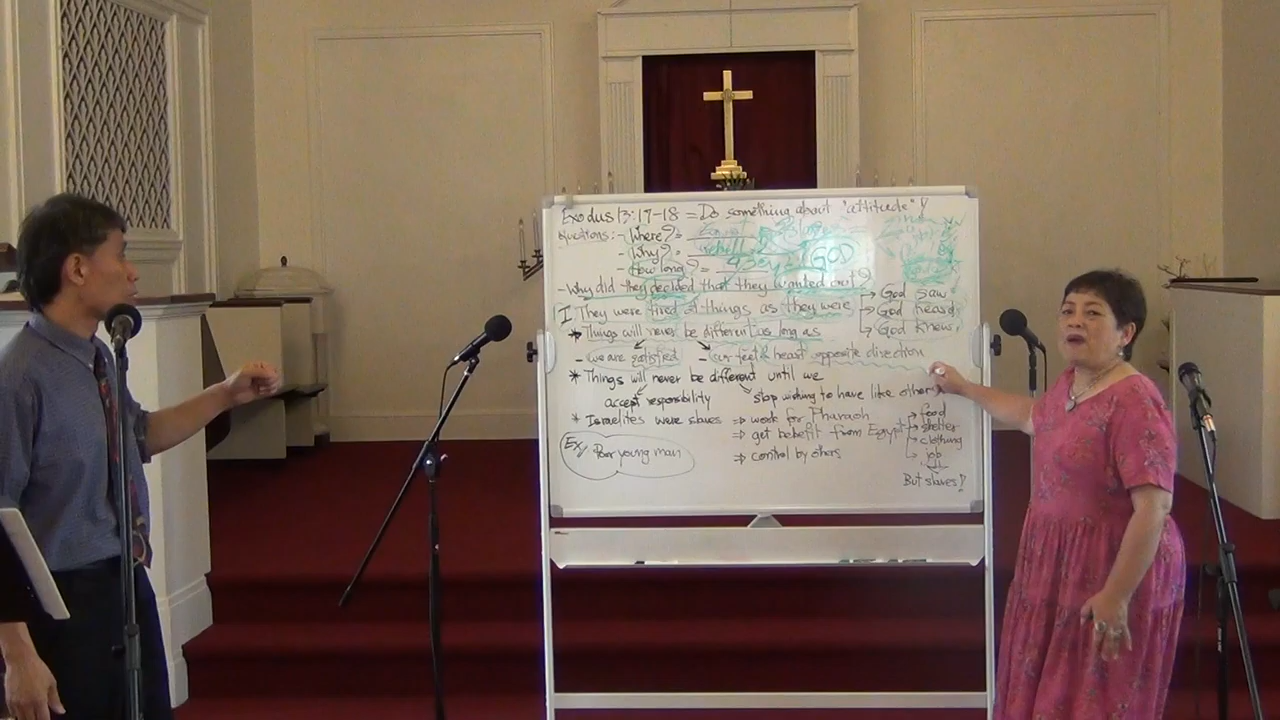 Exodus 13:17-18 = Do something about "attitude"!
Questions: - Where? =
- Why? =
- How long? =
GOD
- Why did they decided that they wanted out?
I They were tired of things as they were → God saw
→ God heard
→ God knew
* Things will never be different as long as
- we are satisfied - our feet & heart opposite direction
* Things will never be different until we
accept responsibility stop wishing to have like others
* Israelites were slaves ⇒ work for Pharaoh
⇒ get benefit from Egypt → food
→ shelter
→ clothing
→ job
⇒ control by others
But slaves!
Ex/ Poor young man